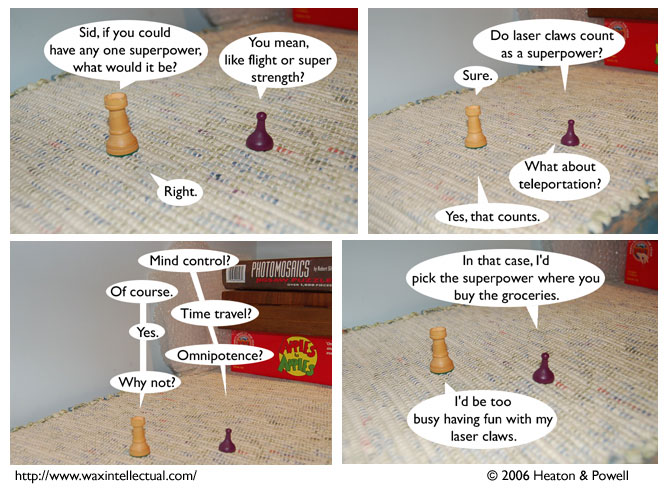 Sid, if you could
have any one superpower,
what would it be?
You mean,
like flight or super
strength?
Right.
Do laser claws count
as a superpower?
Sure.
What about
teleportation?
Yes, that counts.
Mind control?
Of course.
Time travel?
Yes.
Omnipotence?
Why not?
PHOTOMOSAICS
APPLES
to
APPLES
In that case, I'd
pick the superpower where you
buy the groceries.
I'd be too
busy having fun with my
laser claws.
http://www.waxintellectual.com/
© 2006 Heaton & Powell